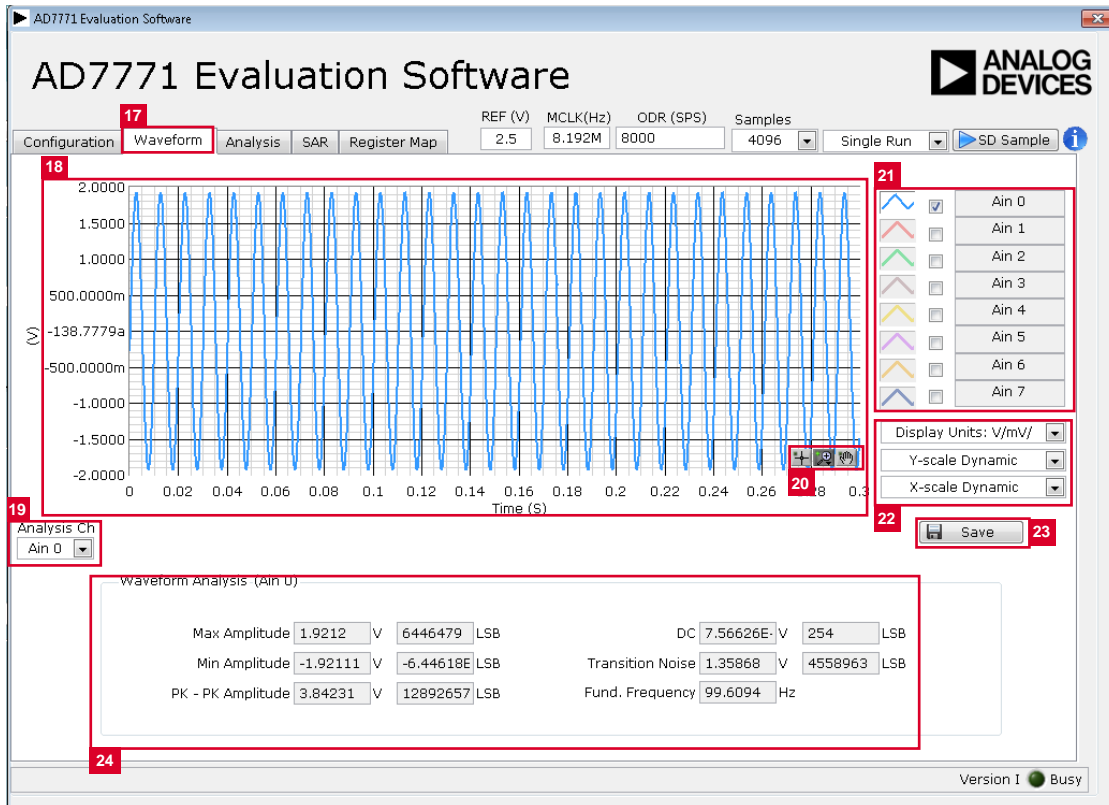 AD7771 Evaluation Software
AD7771 Evaluation Software
ANALOG
DEVICES
17
REF (V) MCLK(Hz) ODR (SPS) Samples
Configuration Waveform Analysis SAR Register Map 2.5 8.192M 8000 4096 Single Run SD Sample i
18
21
2.0000
1.5000
1.0000
500.0000m
-138.7779a
-500.0000m
-1.0000
-1.5000
-2.0000
(V)
0 0.02 0.04 0.06 0.08 0.1 0.12 0.14 0.16 0.18 0.2 0.22 0.24 0.26 0.28 0.3
Time (S)
20
Ain 0
Ain 1
Ain 2
Ain 3
Ain 4
Ain 5
Ain 6
Ain 7
Display Units: V/mV/
Y-scale Dynamic
X-scale Dynamic
22
19
Analysis Ch
Ain 0
Save 23
Waveform Analysis (Ain 0)
Max Amplitude 1.9212 V 6446479 LSB DC 7.56626E- V 254 LSB
Min Amplitude -1.92111 V -6.44618E LSB Transition Noise 1.35868 V 4558963 LSB
PK - PK Amplitude 3.84231 V 12892657 LSB Fund. Frequency 99.6094 Hz
24
Version I Busy